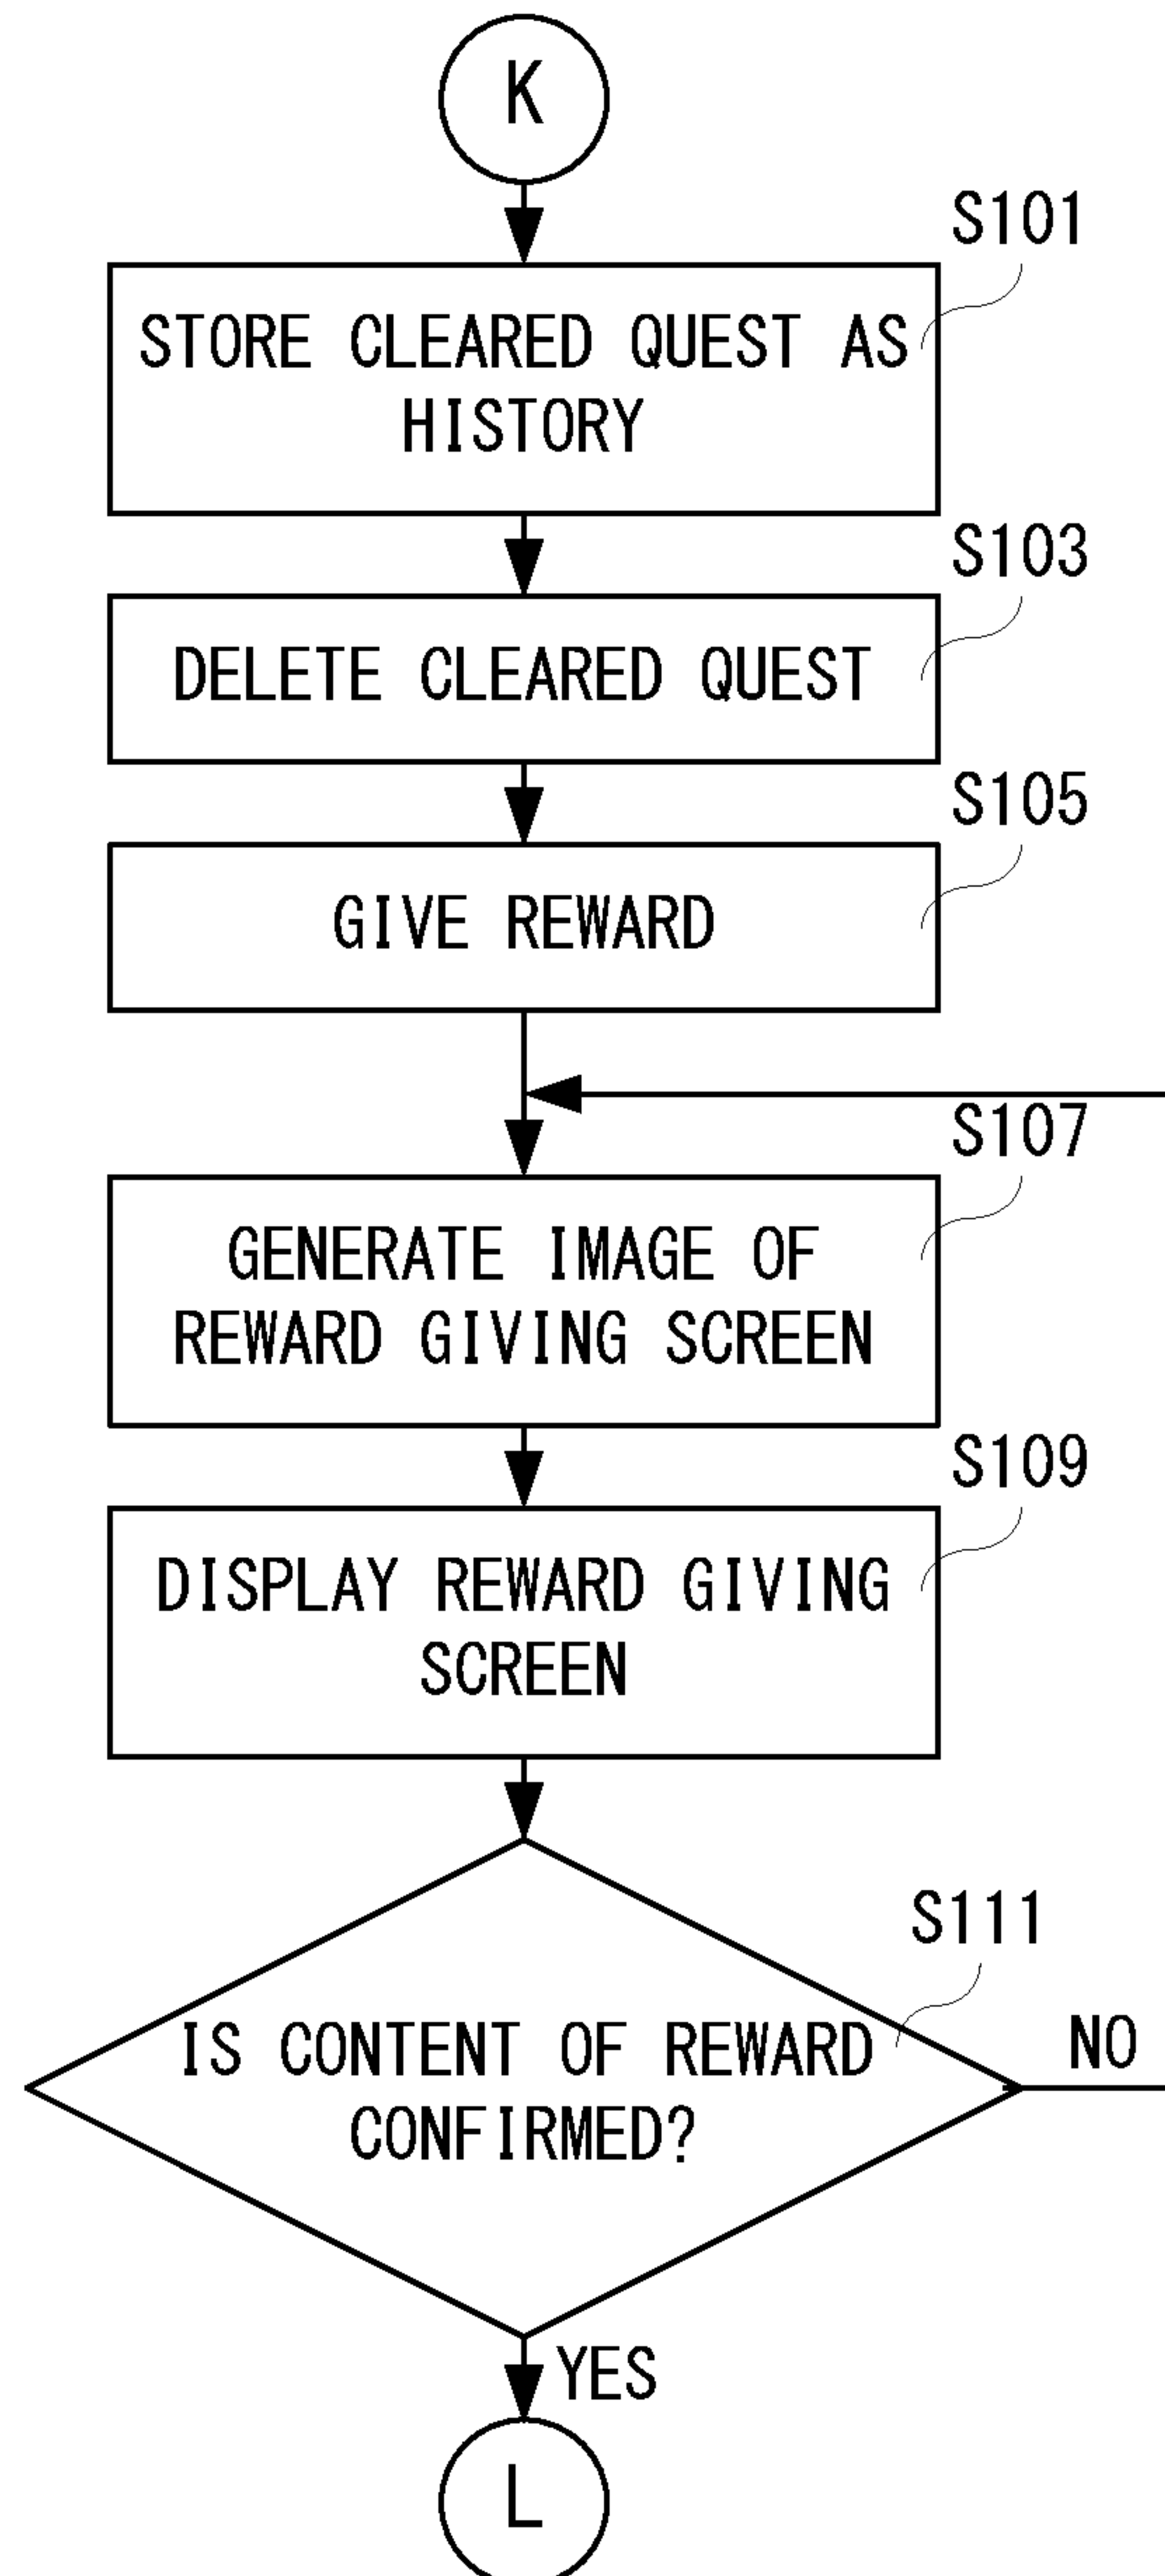 K
S101
STORE CLEARED QUEST AS
HISTORY
S103
DELETE CLEARED QUEST
S105
GIVE REWARD
S107
GENERATE IMAGE OF
REWARD GIVING SCREEN
S109
DISPLAY REWARD GIVING
SCREEN
S111
IS CONTENT OF REWARD
CONFIRMED?
NO
YES
L